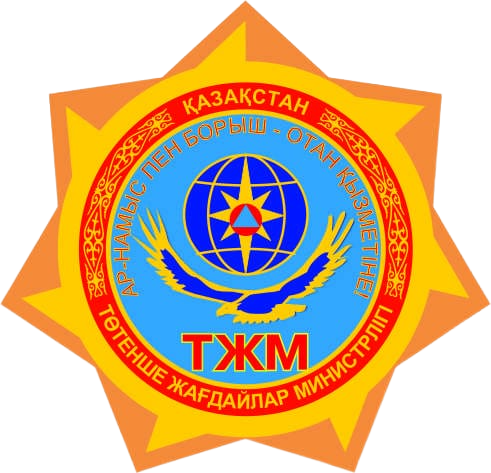 ҚАЗАҚСТАН
АР-НАМЫС ПЕН БОРЫШ - ОТАН ҚЫЗМЕТІНЕ!
ТЖМ
ТӨТЕНШЕ ЖАҒДАЙЛАР МИНИСТРЛІГІ